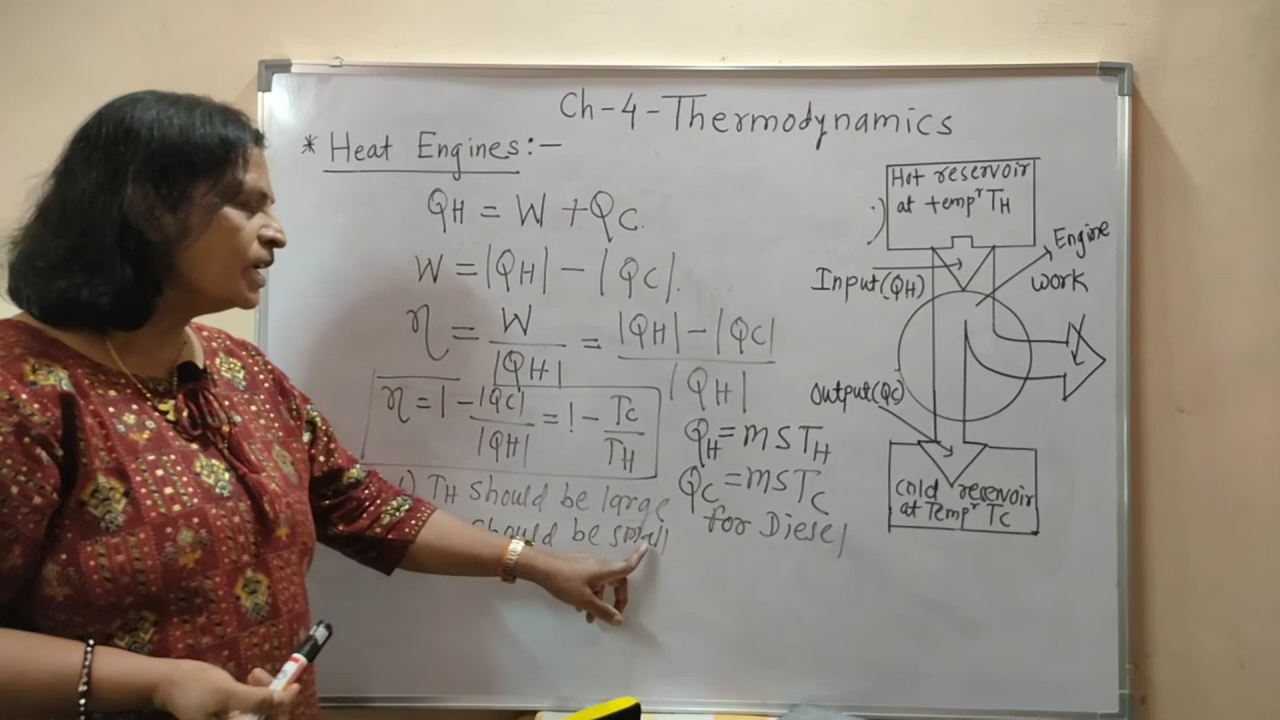 Ch-4-Thermodynamics
* Heat Engines:-
QH = W + QC.
W = |QH| - |QC|.
η = W/|QH| = |QH| - |QC|/|QH|
η = 1 - |QC|/|QH| = 1 - TC/TH
1) TH should be large
should be small
QH = mSTH
QC = mSTC
for Diesel
Hot reservoir
at tempʳ TH
Input(QH)
Engine
work
Output(QC)
Cold reservoir
at Tempʳ TC